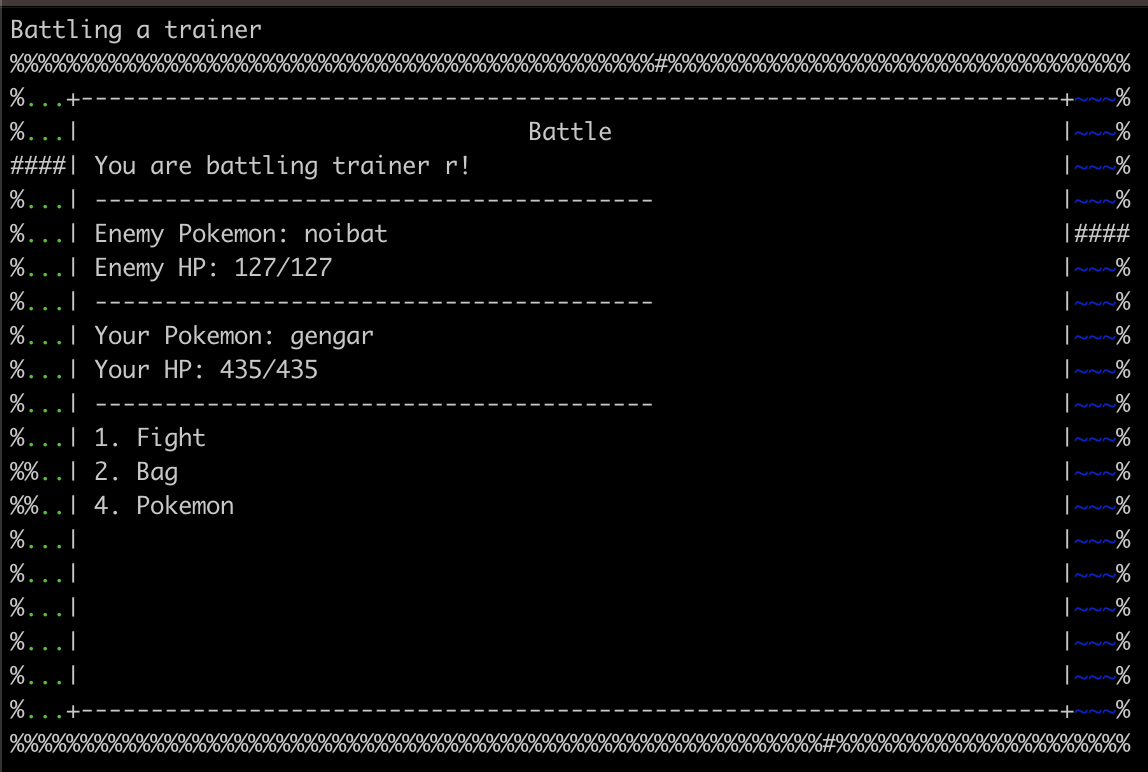 Battling a trainer
%%%%%%%%%%%%%%%%%%%%%%%%%%%%%%%%%%%%%%%%%%%%%%#%%%%%%%%%%%%%%%%%%%%%%%%%%%%%%%%%
%...+----------------------------------------------------------------------+~~~%
%...|                                Battle                                |~~~%
####| You are battling trainer r!                                          |~~~%
%...| ----------------------------------------                             |~~~%
%...| Enemy Pokemon: noibat                                                |####
%...| Enemy HP: 127/127                                                    |~~~%
%...| ----------------------------------------                             |~~~%
%...| Your Pokemon: gengar                                                 |~~~%
%...| Your HP: 435/435                                                     |~~~%
%...| ----------------------------------------                             |~~~%
%...| 1. Fight                                                             |~~~%
%%..| 2. Bag                                                               |~~~%
%%..| 4. Pokemon                                                           |~~~%
%...|                                                                      |~~~%
%...|                                                                      |~~~%
%...|                                                                      |~~~%
%...|                                                                      |~~~%
%...|                                                                      |~~~%
%...+----------------------------------------------------------------------+~~~%
%%%%%%%%%%%%%%%%%%%%%%%%%%%%%%%%%%%%%%%%%%%%%%%%%%%%%%%%%%#%%%%%%%%%%%%%%%%%%%%%